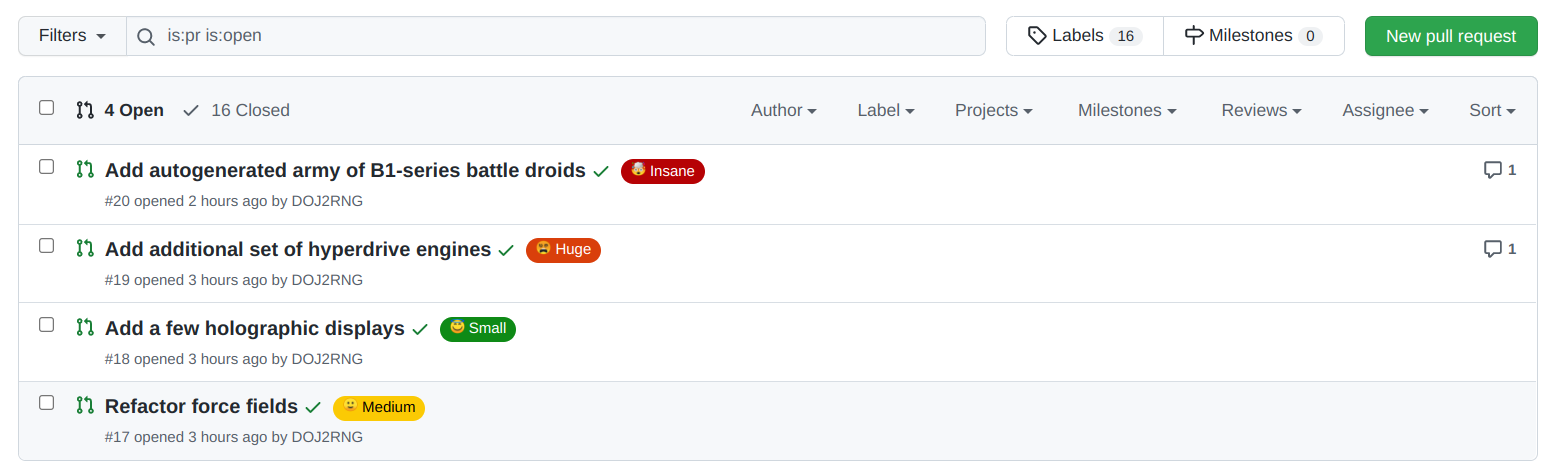 Filters is:pr is:open Labels 16 Milestones 0 New pull request
4 Open 16 Closed Author Label Projects Milestones Reviews Assignee Sort
Add autogenerated army of B1-series battle droids 🤯 Insane 1
#20 opened 2 hours ago by DOJ2RNG
Add additional set of hyperdrive engines Huge 1
#19 opened 3 hours ago by DOJ2RNG
Add a few holographic displays Small
#18 opened 3 hours ago by DOJ2RNG
Refactor force fields Medium
#17 opened 3 hours ago by DOJ2RNG